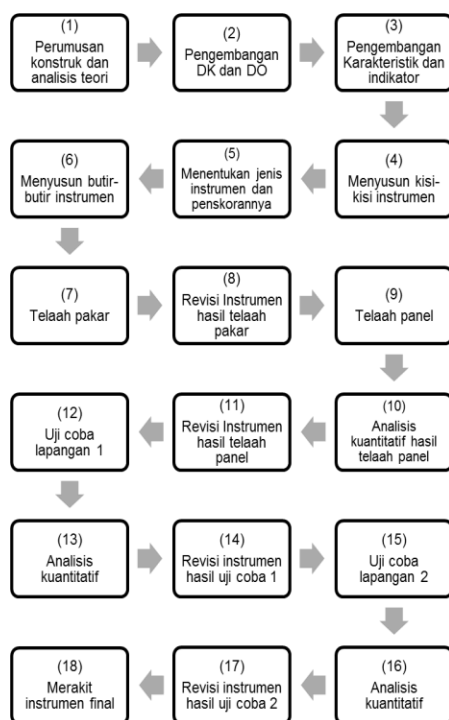 (1)
Perumusan
konstruk dan
analisis teori
(2)
Pengembangan
DK dan DO
(3)
Pengembangan
Karakteristik dan
indikator
(6)
Menyusun butir-
butir instrumen
(5)
Menentukan jenis
instrumen dan
penskorannya
(4)
Menyusun kisi-
kisi instrumen
(7)
Telaah pakar
(8)
Revisi Instrumen
hasil telaah
pakar
(9)
Telaah panel
(12)
Uji coba
lapangan 1
(11)
Revisi Instrumen
hasil telaah
panel
(10)
Analisis
kuantitatif hasil
telaah panel
(13)
Analisis
kuantitatif
(14)
Revisi instrumen
hasil uji coba 1
(15)
Uji coba
lapangan 2
(18)
Merakit
instrumen final
(17)
Revisi instrumen
hasil uji coba 2
(16)
Analisis
kuantitatif